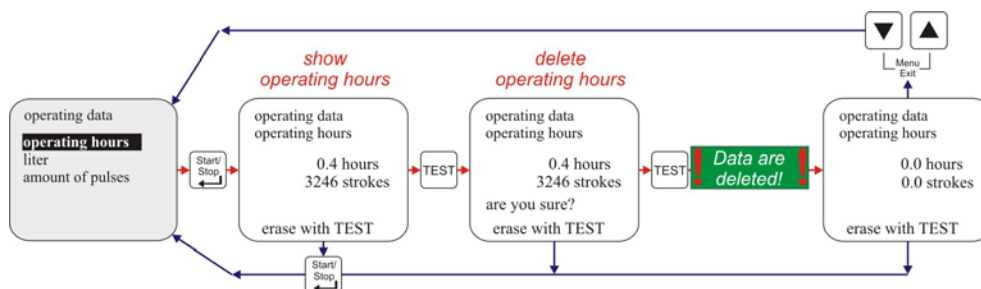 show
operating hours
delete
operating hours
Menu
Exit
operating data
operating hours
liter
amount of pulses
Start/
Stop
operating data
operating hours
0.4 hours
3246 strokes
erase with TEST
TEST
operating data
operating hours
0.4 hours
3246 strokes
are you sure?
erase with TEST
TEST
! Data are !
deleted!
operating data
operating hours
0.0 hours
0.0 strokes
Start/
Stop